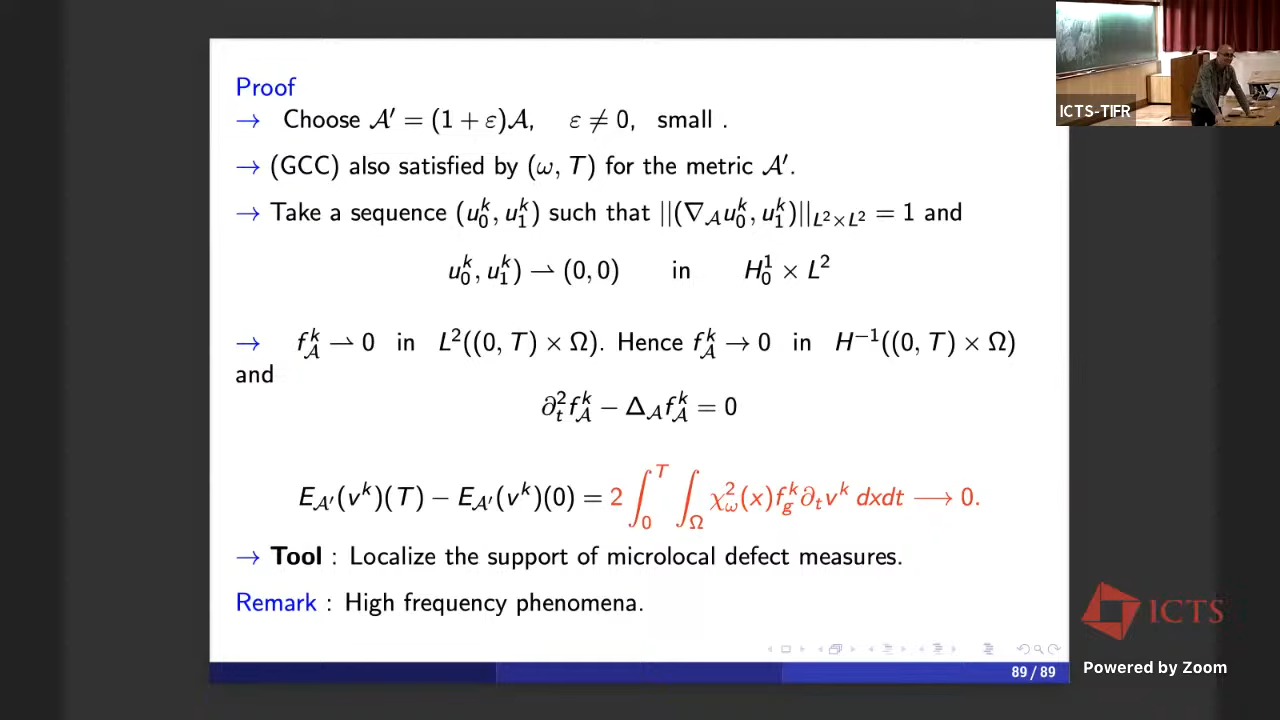 Proof
→ Choose 𝒜′ = (1 + ε)𝒜, ε ≠ 0, small .
→ (GCC) also satisfied by (ω, T) for the metric 𝒜′.
→ Take a sequence (u₀ᵏ, u₁ᵏ) such that ||(∇_𝒜 u₀ᵏ, u₁ᵏ)||_{L²×L²} = 1 and
u₀ᵏ, u₁ᵏ) ⇀ (0, 0) in H₀¹ × L²
→ f_𝒜ᵏ ⇀ 0 in L²((0, T) × Ω). Hence f_𝒜ᵏ → 0 in H⁻¹((0, T) × Ω)
and
∂ₜ² f_𝒜ᵏ − Δ_𝒜 f_𝒜ᵏ = 0
E_𝒜′(vᵏ)(T) − E_𝒜′(vᵏ)(0) = 2 ∫₀ᵀ ∫_Ω χ_ω²(x) f_gᵏ ∂ₜvᵏ dxdt ⟶ 0.
→ Tool : Localize the support of microlocal defect measures.
Remark : High frequency phenomena.
89 / 89
ICTS-TIFR
ICTS
Powered by Zoom